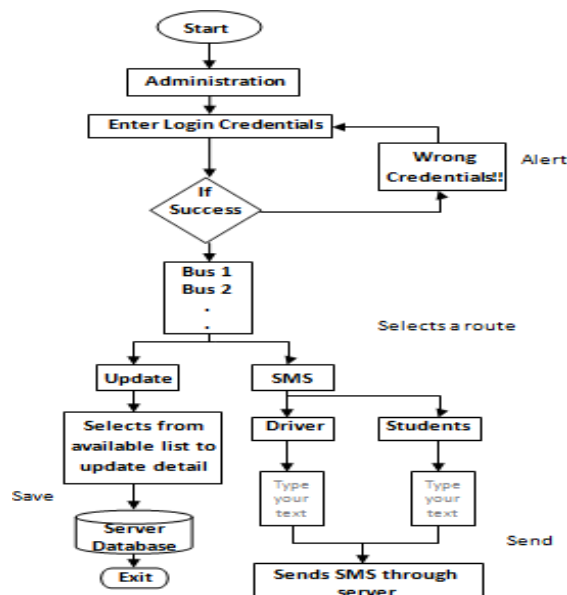 Start
Administration
Enter Login Credentials
Wrong
Credentials!!
Alert
If
Success
Bus 1
Bus 2
.
.
Selects a route
Update
SMS
Selects from
available list to
update detail
Driver
Students
Type
your
text
Type
your
text
Save
Server
Database
Send
Exit
Sends SMS through
server